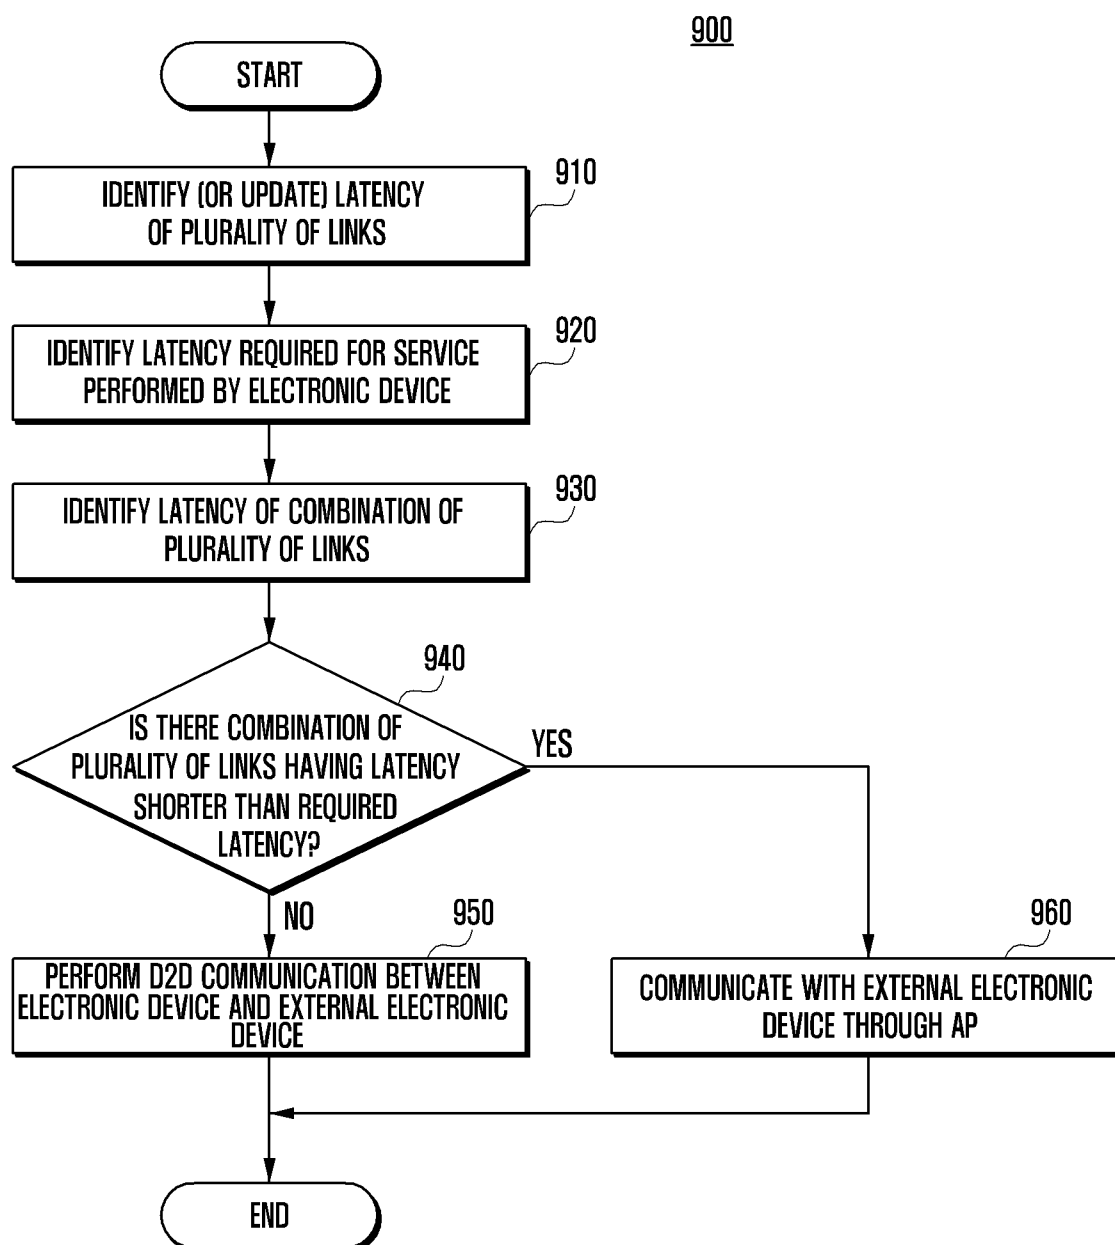 900
START
910
IDENTIFY (OR UPDATE) LATENCY
OF PLURALITY OF LINKS
920
IDENTIFY LATENCY REQUIRED FOR SERVICE
PERFORMED BY ELECTRONIC DEVICE
930
IDENTIFY LATENCY OF COMBINATION OF
PLURALITY OF LINKS
940
IS THERE COMBINATION OF
PLURALITY OF LINKS HAVING LATENCY
SHORTER THAN REQUIRED
LATENCY?
YES
NO
950
PERFORM D2D COMMUNICATION BETWEEN
ELECTRONIC DEVICE AND EXTERNAL ELECTRONIC
DEVICE
960
COMMUNICATE WITH EXTERNAL ELECTRONIC
DEVICE THROUGH AP
END